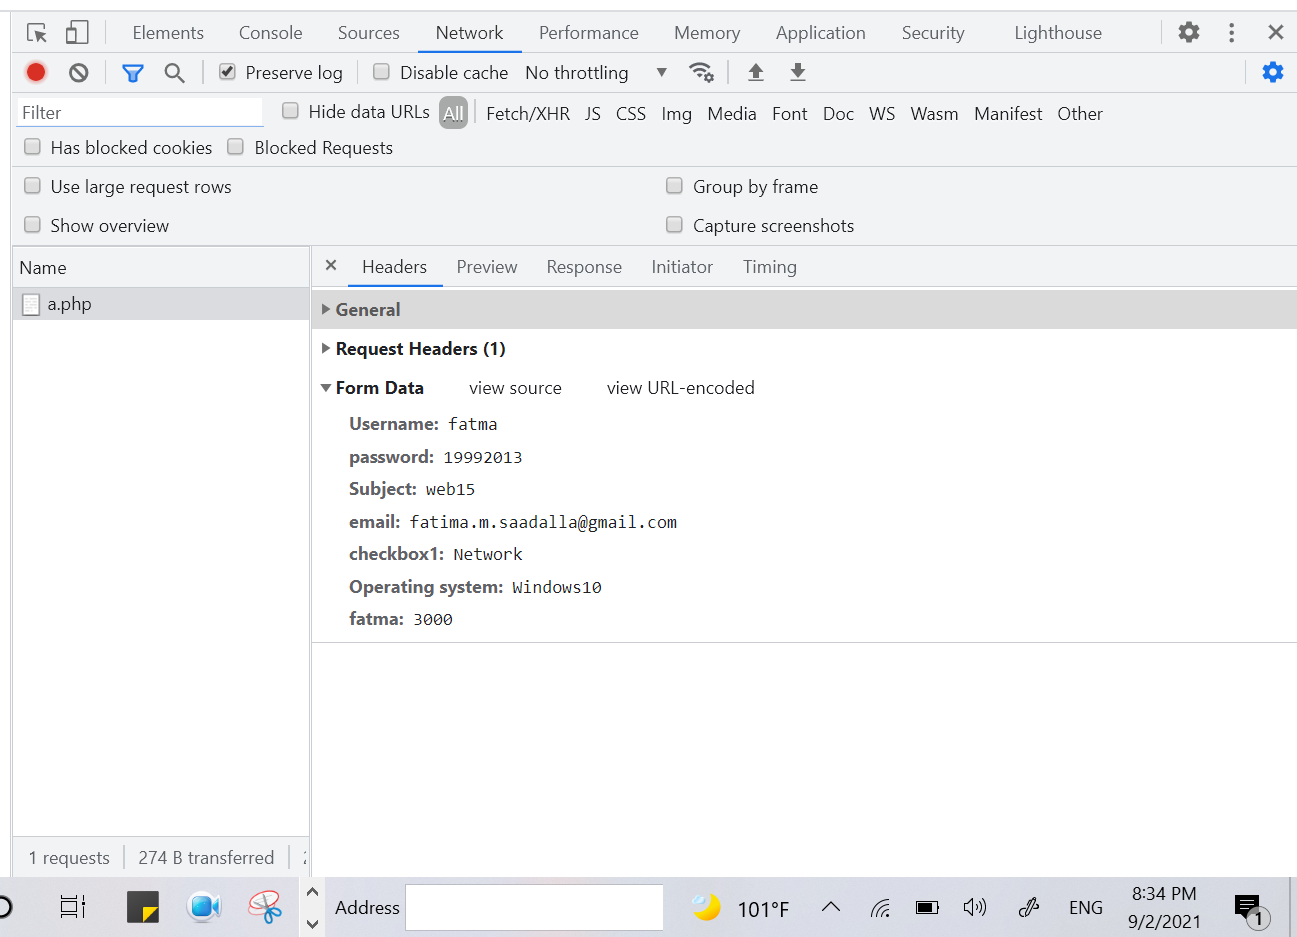 Elements Console Sources Network Performance Memory Application Security Lighthouse
Preserve log Disable cache No throttling
Filter Hide data URLs All Fetch/XHR JS CSS Img Media Font Doc WS Wasm Manifest Other
Has blocked cookies Blocked Requests
Use large request rows Group by frame
Show overview Capture screenshots
Name
a.php
Headers Preview Response Initiator Timing
General
Request Headers (1)
Form Data view source view URL-encoded
Username: fatma
password: 19992013
Subject: web15
email: fatima.m.saadalla@gmail.com
checkbox1: Network
Operating system: Windows10
fatma: 3000
1 requests 274 B transferred
Address 101°F ENG 8:34 PM
9/2/2021 1